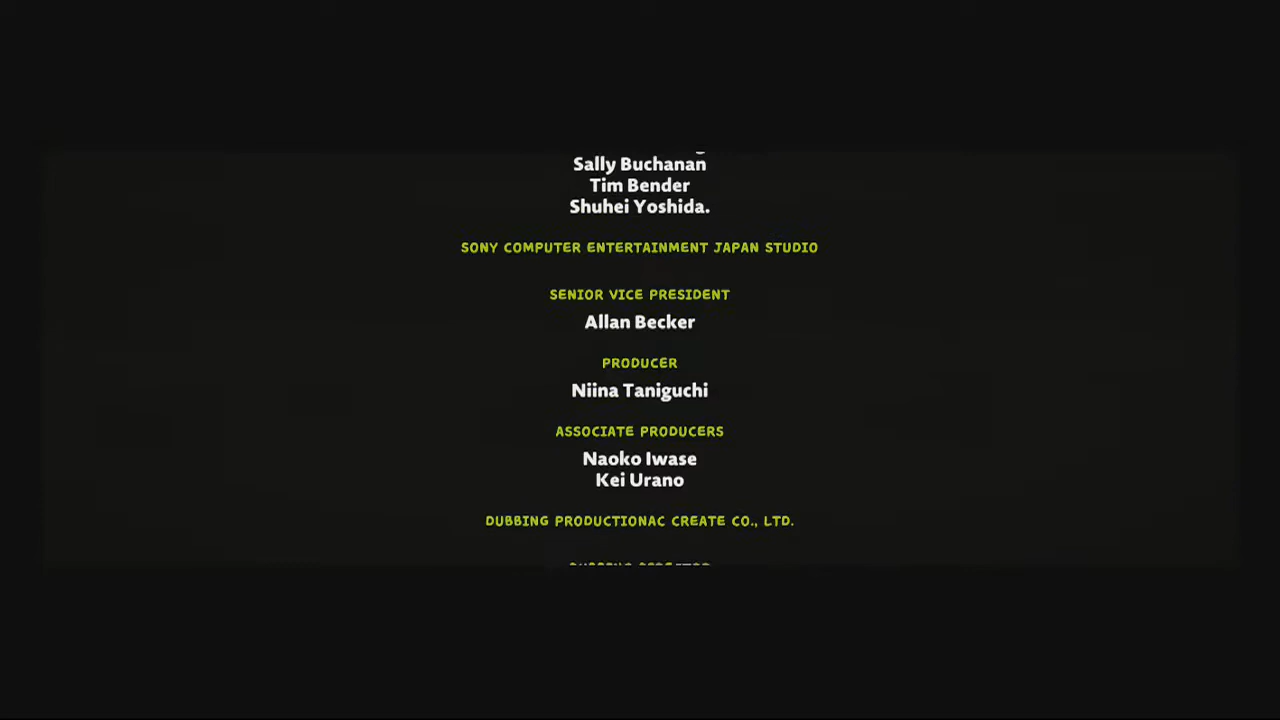 Sally Buchanan
Tim Bender
Shuhei Yoshida.
SONY COMPUTER ENTERTAINMENT JAPAN STUDIO
SENIOR VICE PRESIDENT
Allan Becker
PRODUCER
Niina Taniguchi
ASSOCIATE PRODUCERS
Naoko Iwase
Kei Urano
DUBBING PRODUCTIONAC CREATE CO., LTD.